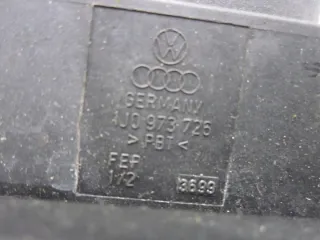 GERMANY
1J0 973 726
>PBT<
FEP
1/2
3699